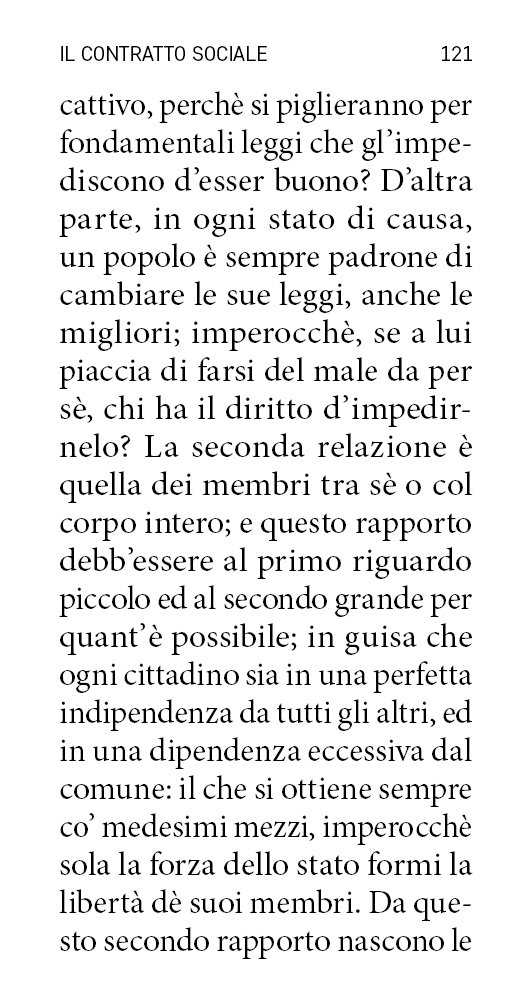 IL CONTRATTO SOCIALE 121
cattivo, perchè si piglieranno per
fondamentali leggi che gl’impe-
discono d’esser buono? D’altra
parte, in ogni stato di causa,
un popolo è sempre padrone di
cambiare le sue leggi, anche le
migliori; imperocchè, se a lui
piaccia di farsi del male da per
sè, chi ha il diritto d’impedir-
nelo? La seconda relazione è
quella dei membri tra sè o col
corpo intero; e questo rapporto
debb’essere al primo riguardo
piccolo ed al secondo grande per
quant’è possibile; in guisa che
ogni cittadino sia in una perfetta
indipendenza da tutti gli altri, ed
in una dipendenza eccessiva dal
comune: il che si ottiene sempre
co’ medesimi mezzi, imperocchè
sola la forza dello stato formi la
libertà dè suoi membri. Da que-
sto secondo rapporto nascono le